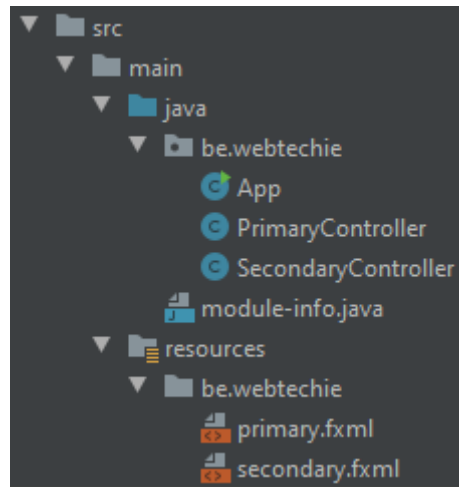 src
main
java
be.webtechie
App
PrimaryController
SecondaryController
module-info.java
resources
be.webtechie
primary.fxml
secondary.fxml